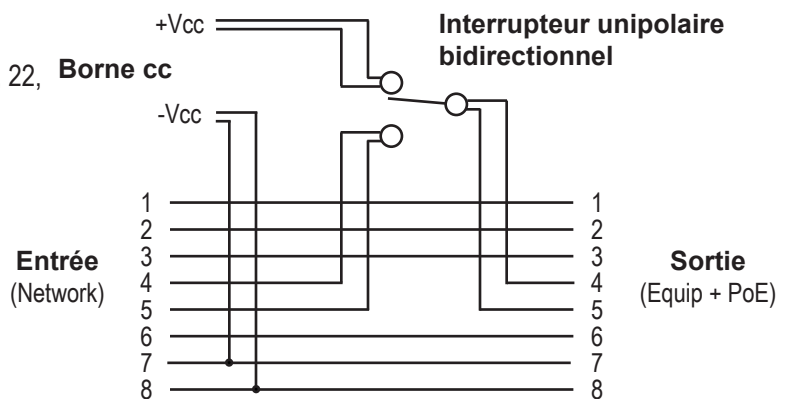 +Vcc
Interrupteur unipolaire
bidirectionnel
22, Borne cc
-Vcc
1 1
2 2
3 3
Entrée Sortie
4 4
(Network) (Equip + PoE)
5 5
6 6
7 7
8 8